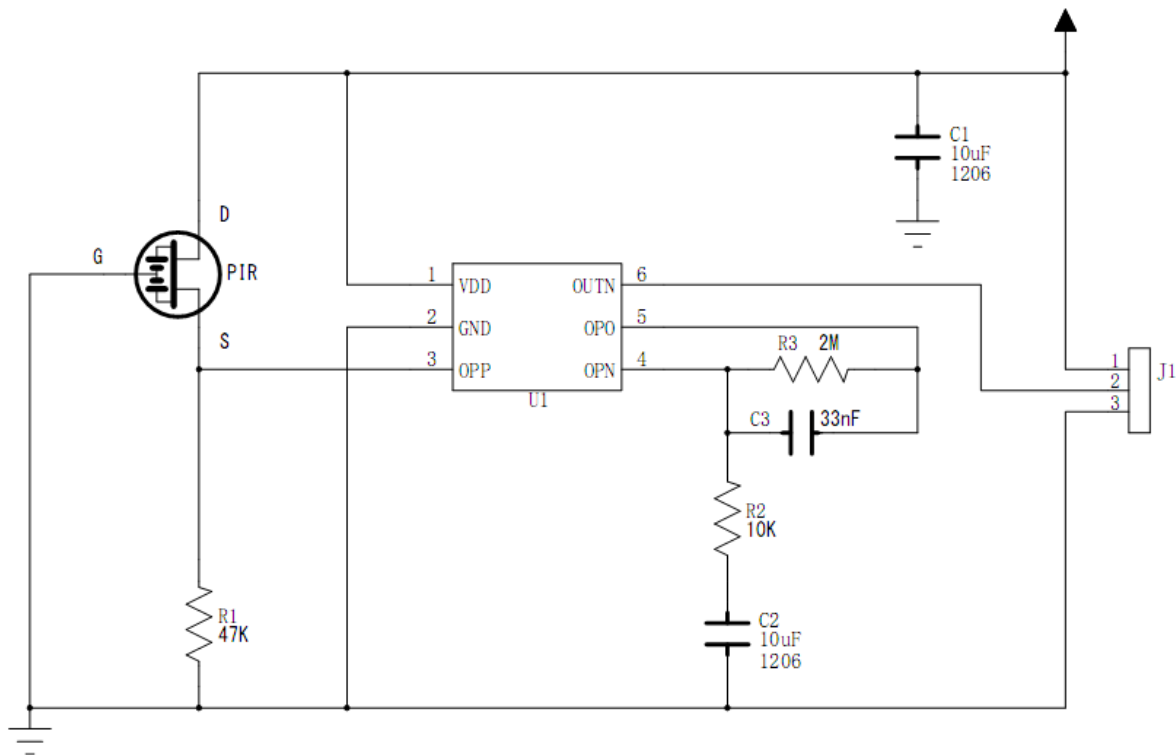 C1
10uF
1206
D
G
PIR
S
1
VDD
OUTN
6
2
GND
OPO
5
3
OPP
OPN
4
U1
R3
2M
C3
33nF
1
2
3
J1
R2
10K
R1
47K
C2
10uF
1206